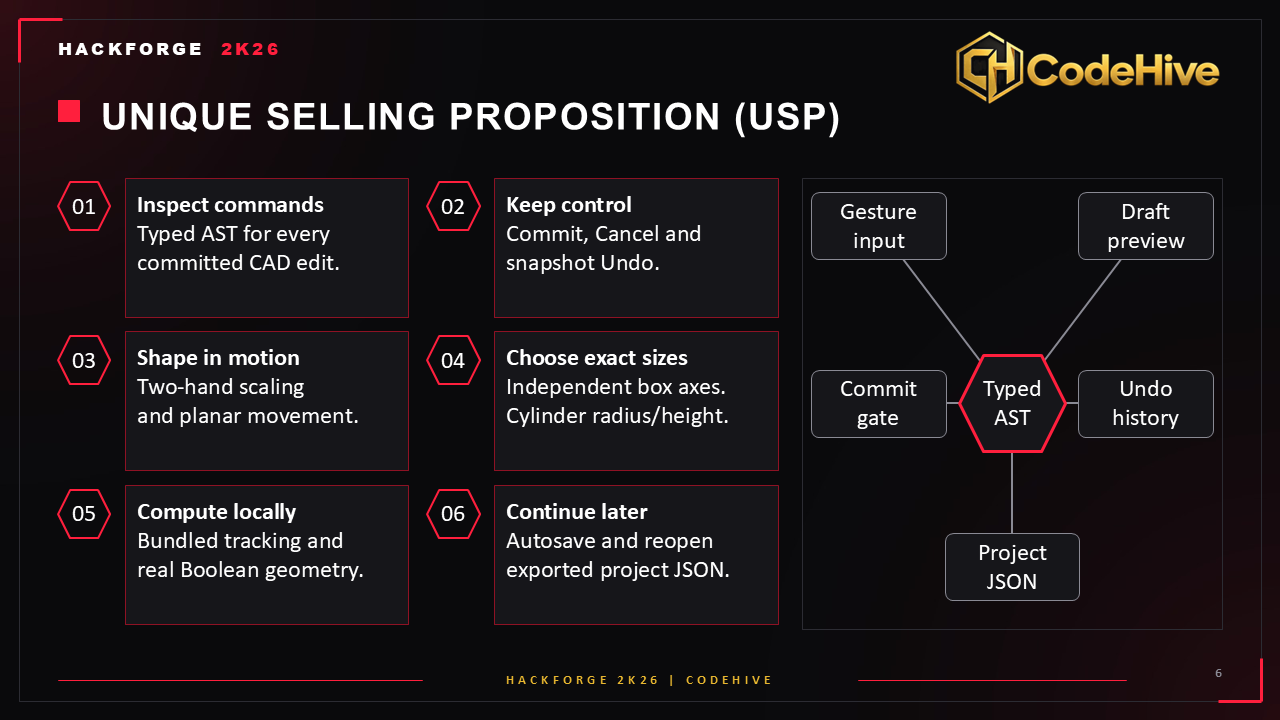 HACKFORGE 2K26
CH CodeHive
UNIQUE SELLING PROPOSITION (USP)
01
Inspect commands
Typed AST for every
committed CAD edit.
02
Keep control
Commit, Cancel and
snapshot Undo.
03
Shape in motion
Two-hand scaling
and planar movement.
04
Choose exact sizes
Independent box axes.
Cylinder radius/height.
05
Compute locally
Bundled tracking and
real Boolean geometry.
06
Continue later
Autosave and reopen
exported project JSON.
Gesture
input
Draft
preview
Commit
gate
Typed
AST
Undo
history
Project
JSON
HACKFORGE 2K26 | CODEHIVE
6